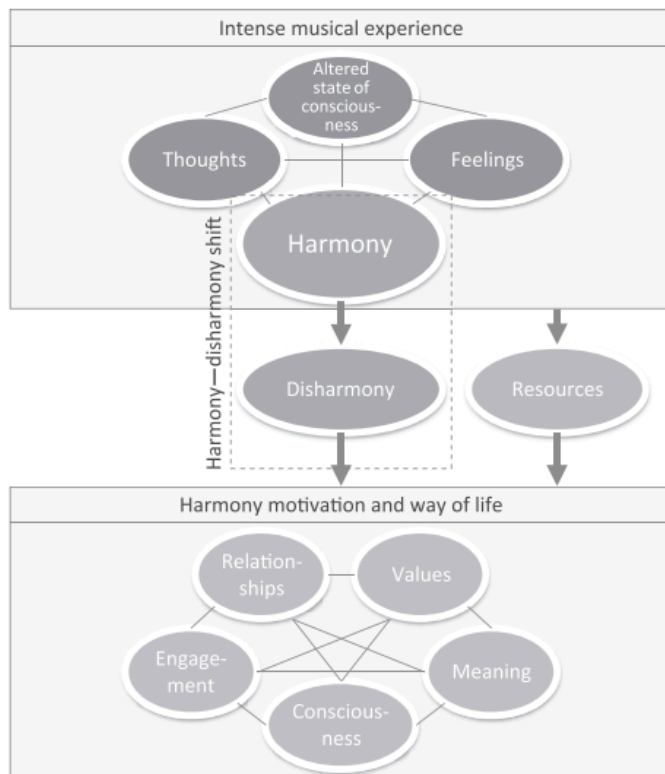 Intense musical experience
Altered
state of
conscious-
ness
Thoughts
Feelings
Harmony
Harmony—disharmony shift
Disharmony
Resources
Harmony motivation and way of life
Relation-
ships
Values
Engage-
ment
Meaning
Conscious-
ness